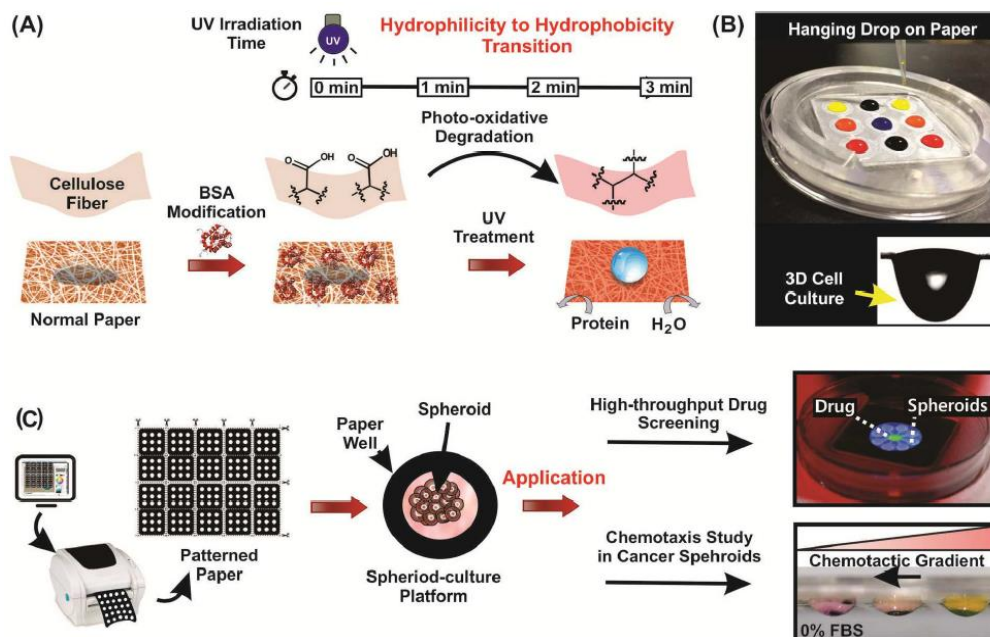 (A)
UV Irradiation
Time
UV
Hydrophilicity to Hydrophobicity
Transition
0 min
1 min
2 min
3 min
Photo-oxidative
Degradation
Cellulose
Fiber
BSA
Modification
O
OH
O
OH
UV
Treatment
Normal Paper
Protein
H₂O
(B)
Hanging Drop on Paper
3D Cell
Culture
(C)
Patterned
Paper
Paper
Well
Spheroid
Spheriod-culture
Platform
Application
High-throughput Drug
Screening
Chemotaxis Study
in Cancer Spehroids
Drug
Spheroids
Chemotactic Gradient
0% FBS